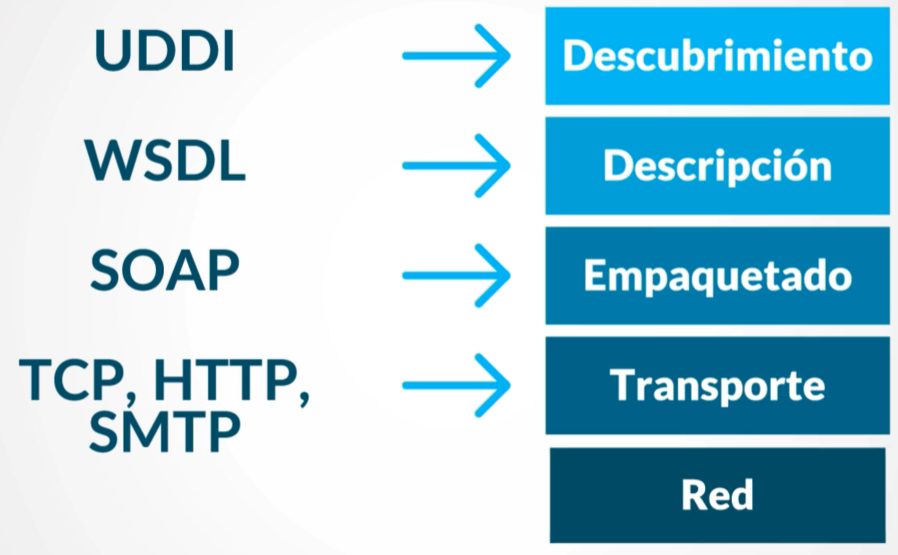 UDDI
Descubrimiento
WSDL
Descripción
SOAP
Empaquetado
TCP, HTTP,
SMTP
Transporte
Red